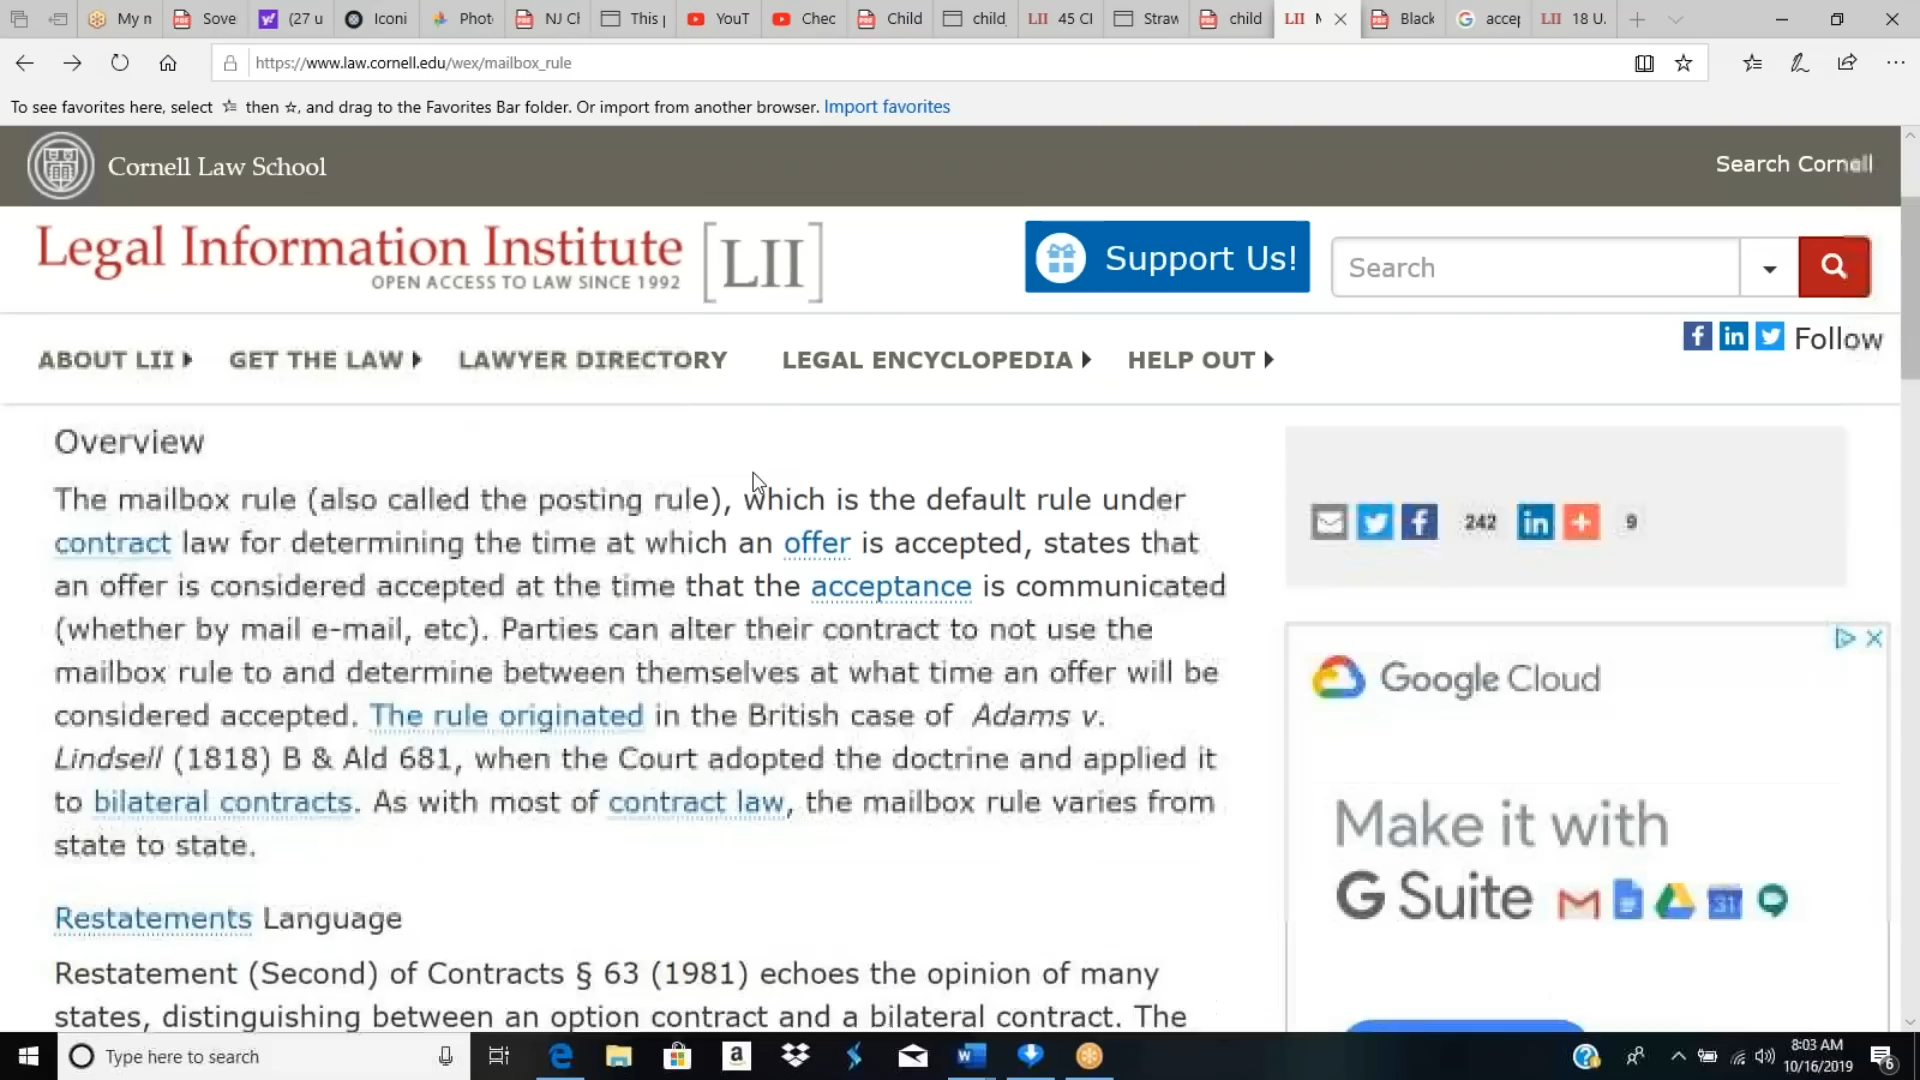 My n
Sove
(27 u
Iconi
Phot
NJ Cl
This p
YouT
Chec
Child
child
LII 45 CI
Straw
child
LII
Black
accep
LII 18 U.
https://www.law.cornell.edu/wex/mailbox_rule
To see favorites here, select then ☆, and drag to the Favorites Bar folder. Or import from another browser. Import favorites
Cornell Law School
Search Cornell
Legal Information Institute [LII]
OPEN ACCESS TO LAW SINCE 1992
Support Us!
Search
ABOUT LII
GET THE LAW
LAWYER DIRECTORY
LEGAL ENCYCLOPEDIA
HELP OUT
Follow
Overview
The mailbox rule (also called the posting rule), which is the default rule under
contract law for determining the time at which an offer is accepted, states that
an offer is considered accepted at the time that the acceptance is communicated
(whether by mail e-mail, etc). Parties can alter their contract to not use the
mailbox rule to and determine between themselves at what time an offer will be
considered accepted. The rule originated in the British case of Adams v.
Lindsell (1818) B & Ald 681, when the Court adopted the doctrine and applied it
to bilateral contracts. As with most of contract law, the mailbox rule varies from
state to state.
Restatements Language
Restatement (Second) of Contracts § 63 (1981) echoes the opinion of many
states, distinguishing between an option contract and a bilateral contract. The
242
9
Google Cloud
Make it with
G Suite
31
Type here to search
8:03 AM
10/16/2019
6